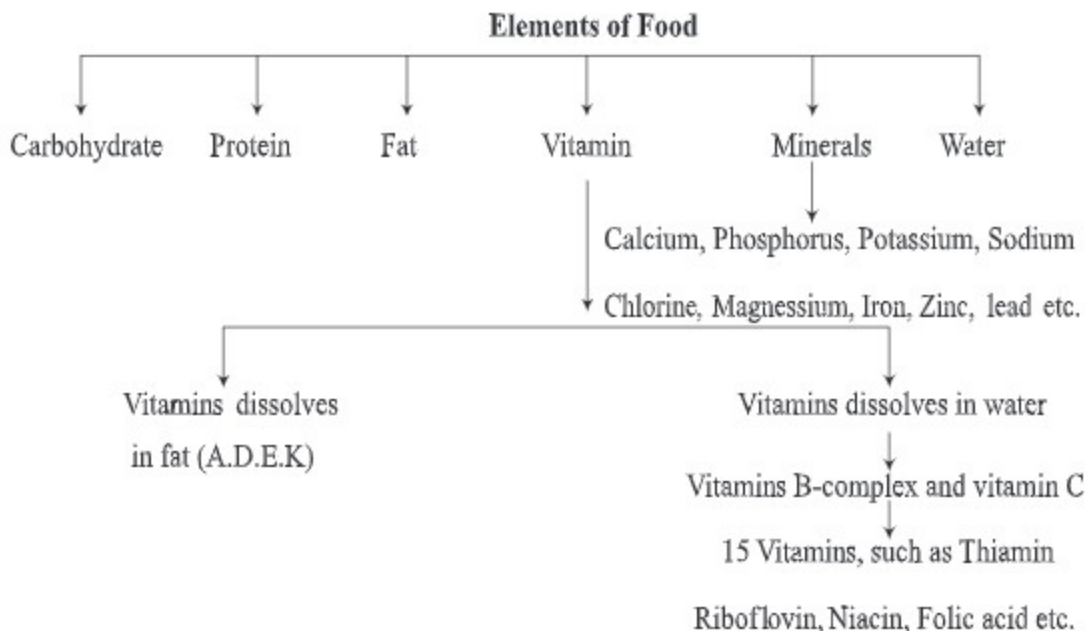 Elements of Food
Carbohydrate Protein Fat Vitamin Minerals Water
Calcium, Phosphorus, Potassium, Sodium
Chlorine, Magnessium, Iron, Zinc, lead etc.
Vitamins dissolves Vitamins dissolves in water
in fat (A.D.E.K)
Vitamins B-complex and vitamin C
15 Vitamins, such as Thiamin
Riboflovin, Niacin, Folic acid etc.